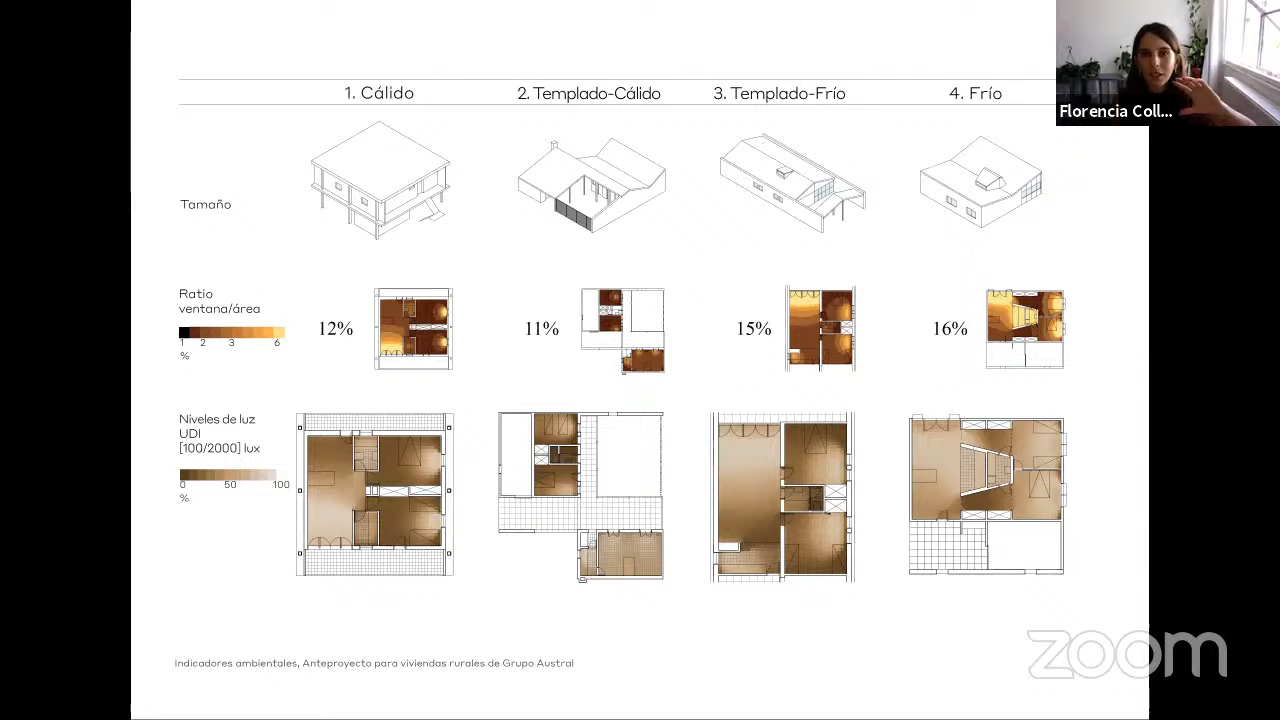 1. Cálido
2. Templado-Cálido
3. Templado-Frío
4. Frío
Florencia Coll...
Tamaño
Ratio
ventana/área
1 2 3 6
%
12%
11%
15%
16%
Niveles de luz
UDI
[100/2000] lux
0 50 100
%
Indicadores ambientales, Anteproyecto para viviendas rurales de Grupo Austral
zoom